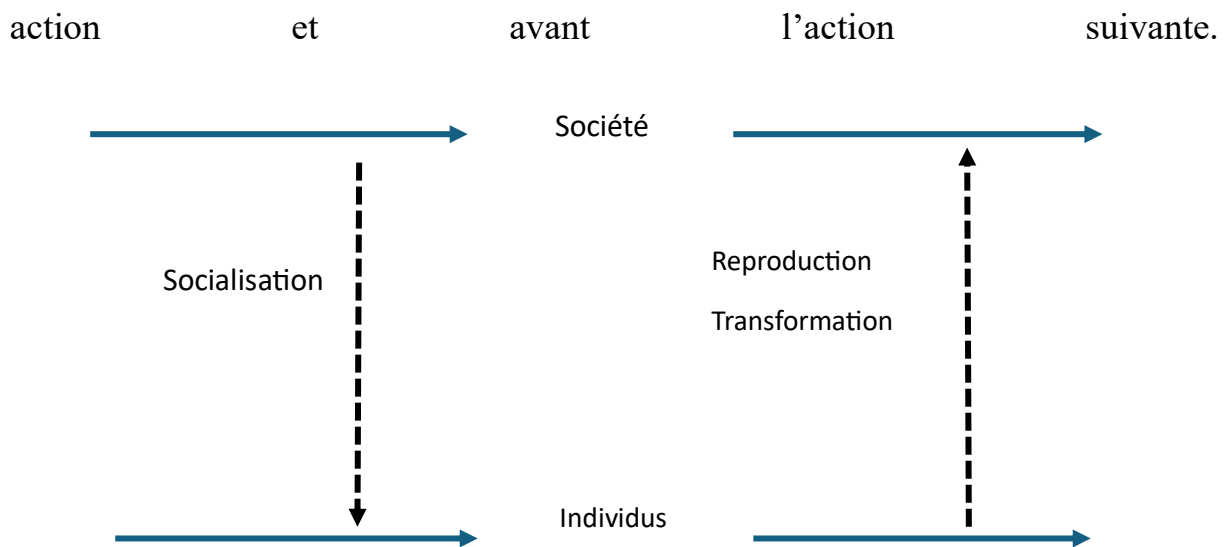 action et avant l’action suivante.
Société
Socialisation
Reproduction
Transformation
Individus